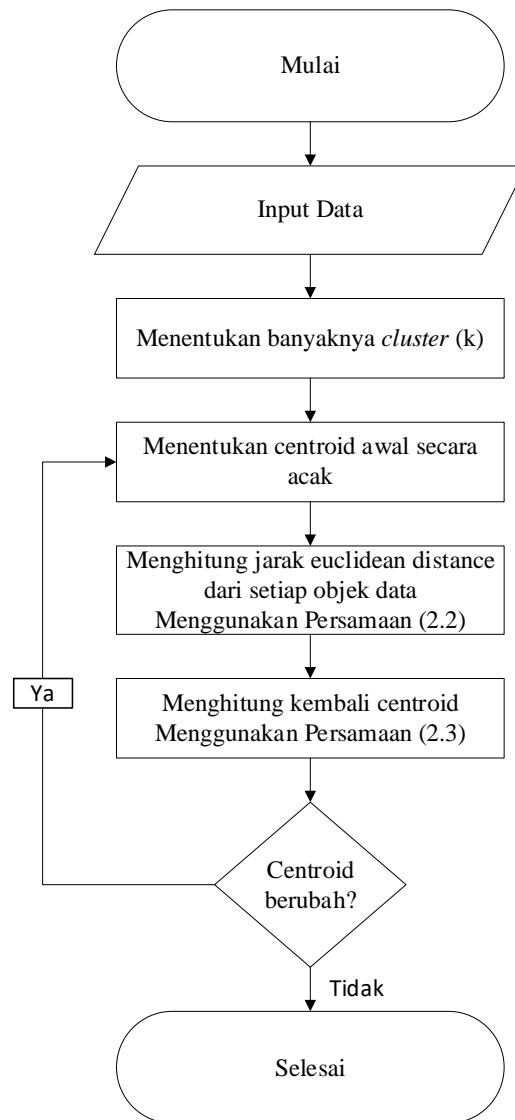 Mulai
Input Data
Menentukan banyaknya cluster (k)
Menentukan centroid awal secara
acak
Menghitung jarak euclidean distance
dari setiap objek data
Menggunakan Persamaan (2.2)
Ya
Menghitung kembali centroid
Menggunakan Persamaan (2.3)
Centroid
berubah?
Tidak
Selesai